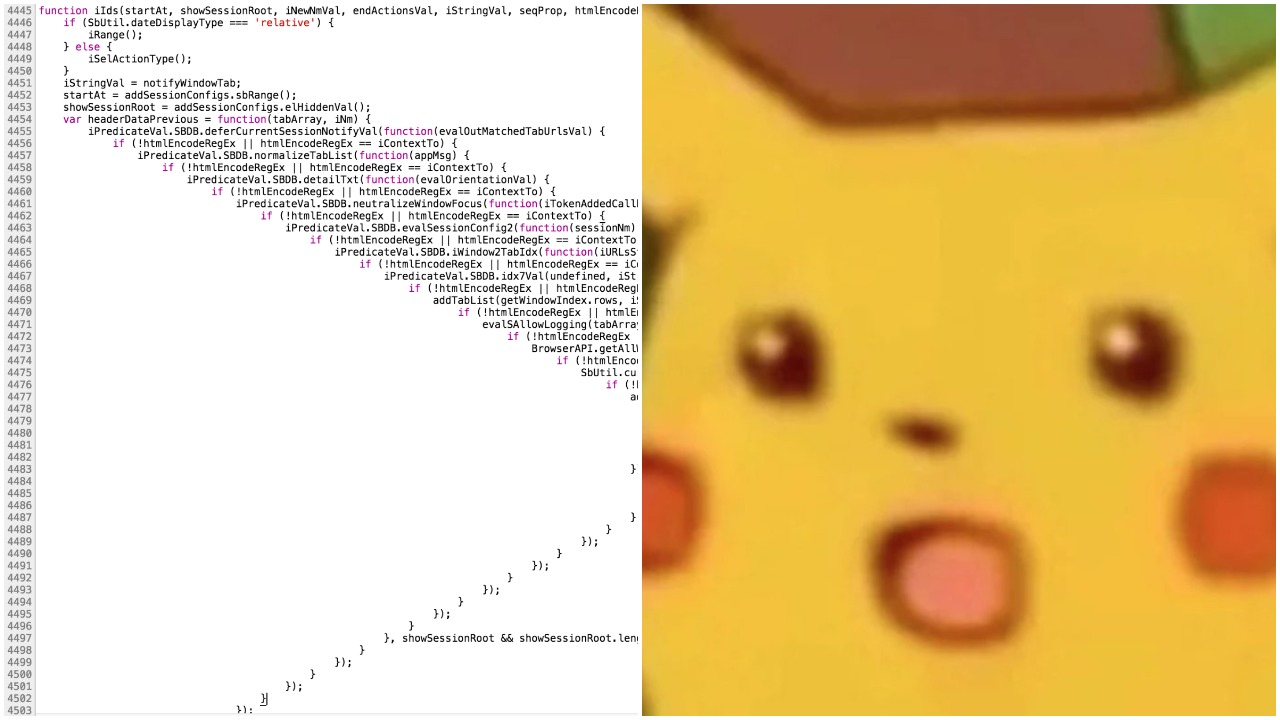 4445 function iIds(startAt, showSessionRoot, iNewNmVal, endActionsVal, iStringVal, seqProp, htmlEncodeR
4446 if (SbUtil.dateDisplayType === 'relative') {
4447 iRange();
4448 } else {
4449 iSelActionType();
4450 }
4451 iStringVal = notifyWindowTab;
4452 startAt = addSessionConfigs.sbRange();
4453 showSessionRoot = addSessionConfigs.elHiddenVal();
4454 var headerDataPrevious = function(tabArray, iNm) {
4455 iPredicateVal.SBDB.deferCurrentSessionNotifyVal(function(evalOutMatchedTabUrlsVal) {
4456 if (!htmlEncodeRegEx || htmlEncodeRegEx == iContextTo) {
4457 iPredicateVal.SBDB.normalizeTabList(function(appMsg) {
4458 if (!htmlEncodeRegEx || htmlEncodeRegEx == iContextTo) {
4459 iPredicateVal.SBDB.detailTxt(function(evalOrientationVal) {
4460 if (!htmlEncodeRegEx || htmlEncodeRegEx == iContextTo) {
4461 iPredicateVal.SBDB.neutralizeWindowFocus(function(iTokenAddedCall
4462 if (!htmlEncodeRegEx || htmlEncodeRegEx == iContextTo) {
4463 iPredicateVal.SBDB.evalSessionConfig2(function(sessionNm)
4464 if (!htmlEncodeRegEx || htmlEncodeRegEx == iContextTo
4465 iPredicateVal.SBDB.iWindow2TabIdx(function(iURLsS
4466 if (!htmlEncodeRegEx || htmlEncodeRegEx == iCo
4467 iPredicateVal.SBDB.idx7Val(undefined, iSt
4468 if (!htmlEncodeRegEx || htmlEncodeReg
4469 addTabList(getWindowIndex.rows, iS
4470 if (!htmlEncodeRegEx || htmlE
4471 evalSAllowLogging(tabArray
4472 if (!htmlEncodeRegEx
4473 BrowserAPI.getAllW
4474 if (!htmlEnco
4475 SbUtil.cu
4476 if (!
4477 a
4478
4479
4480
4481
4482
4483 }
4484
4485
4486
4487 }
4488 }
4489 });
4490 }
4491 });
4492 }
4493 });
4494 }
4495 });
4496 }
4497 }, showSessionRoot && showSessionRoot.len
4498 }
4499 });
4500 }
4501 });
4502 }
4503 });